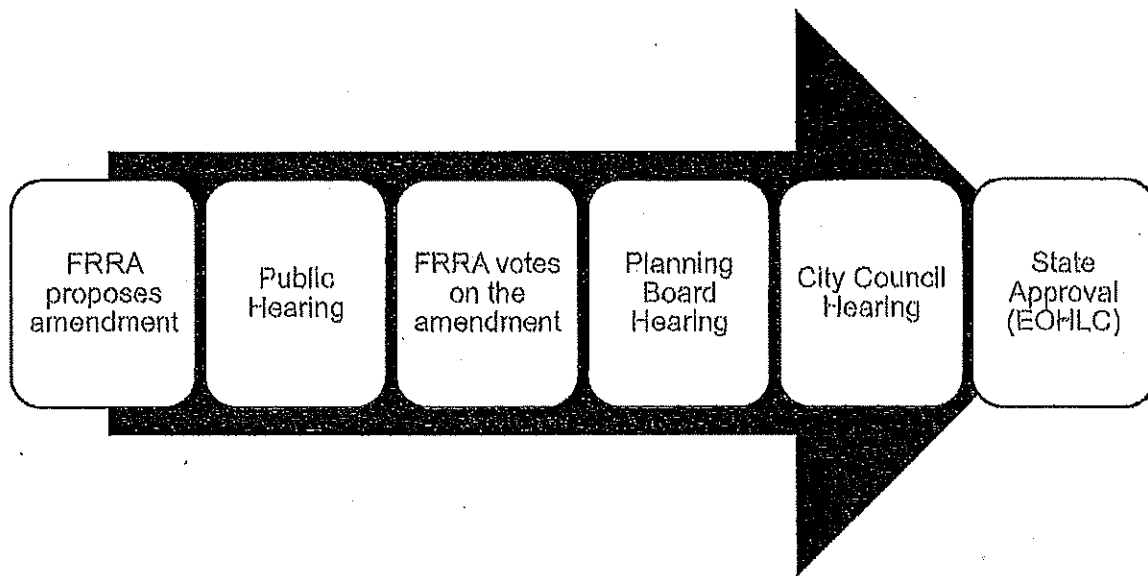 FRRA
proposes
amendment
Public
Hearing
FRRA votes
on the
amendment
Planning
Board
Hearing
City Council
Hearing
State
Approval
(EOHLC)